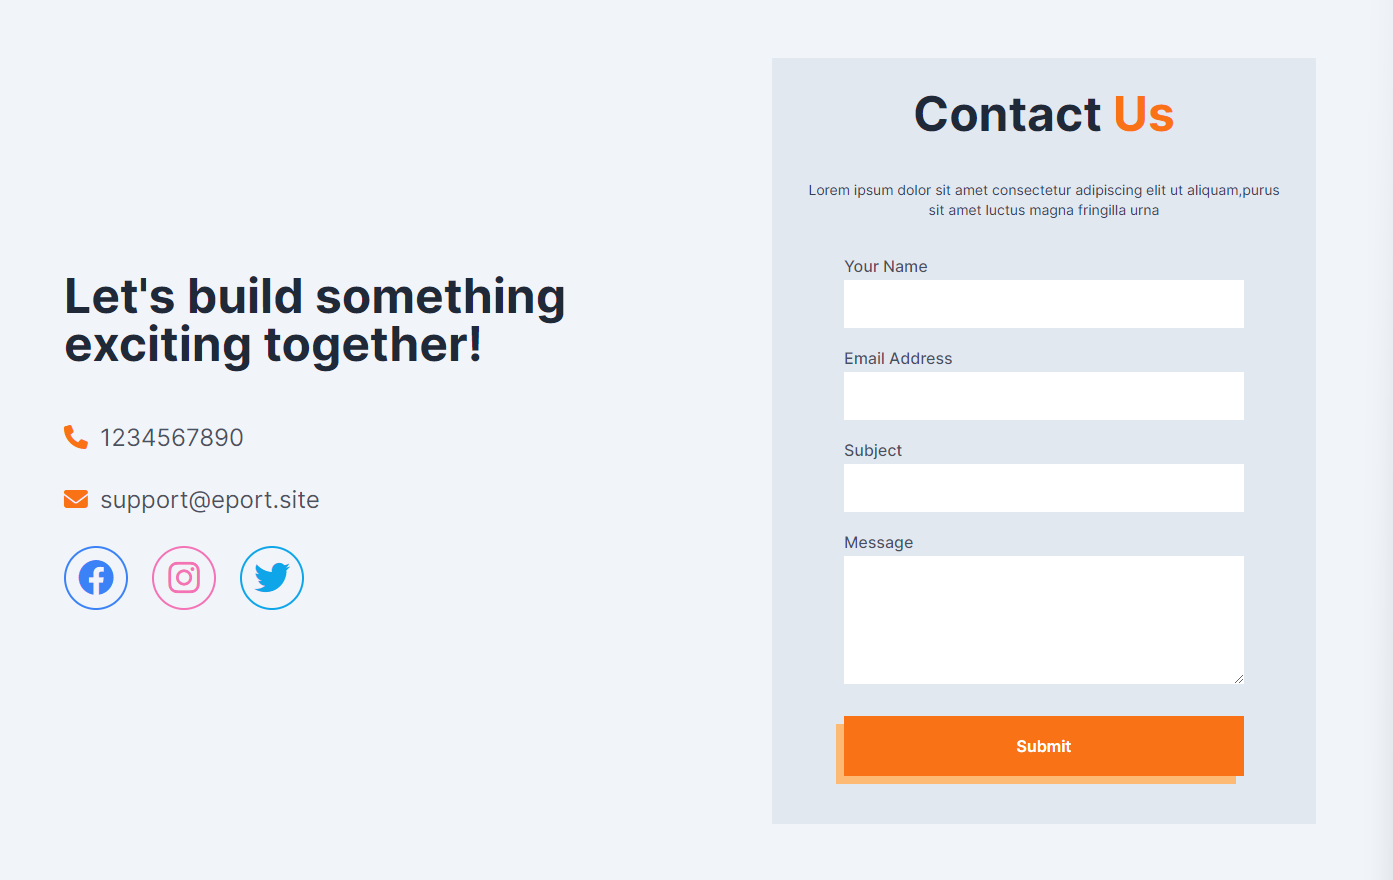 Let's build something
exciting together!
1234567890
support@eport.site
Contact Us
Lorem ipsum dolor sit amet consectetur adipiscing elit ut aliquam,purus
sit amet luctus magna fringilla urna
Your Name
Email Address
Subject
Message
Submit